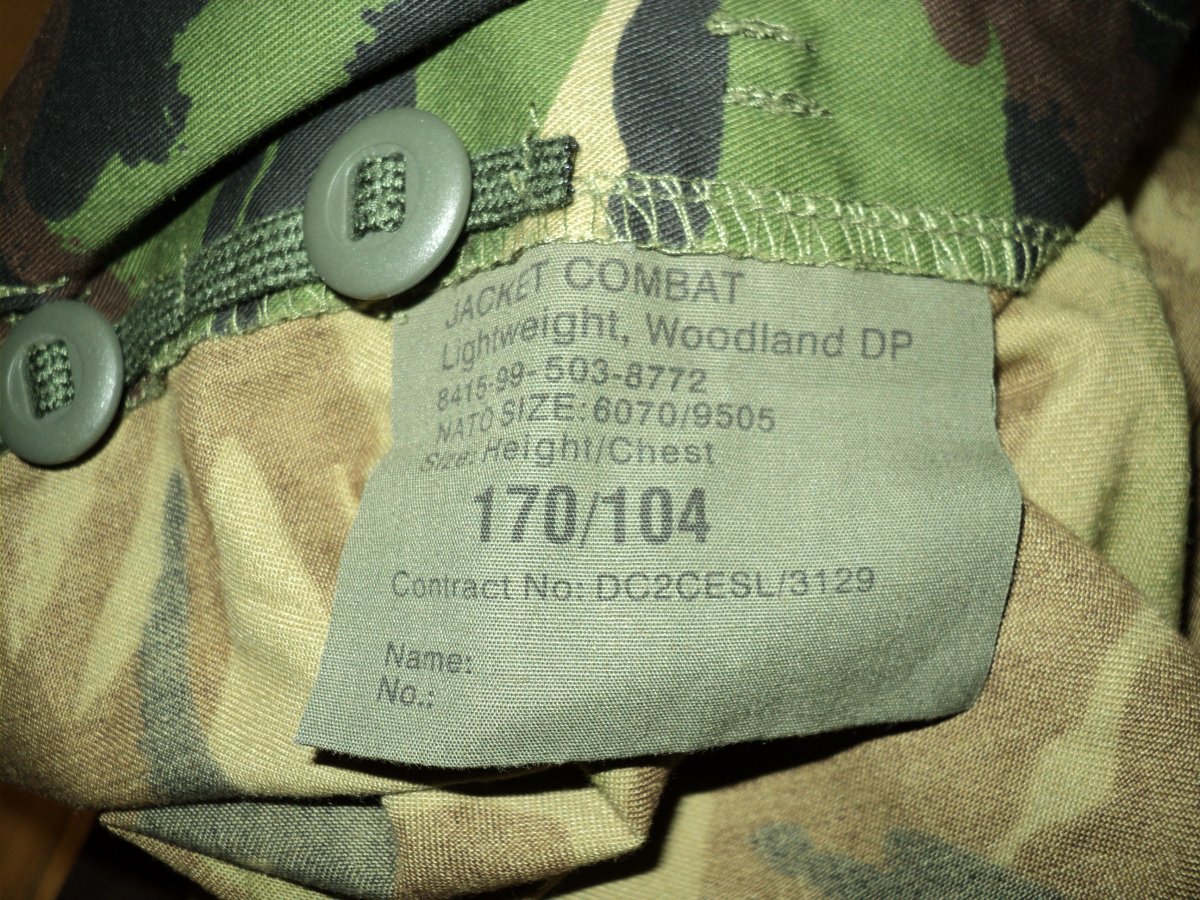 JACKET COMBAT
Lightweight, Woodland DP
8415-99-503-8772
NATO SIZE: 6070/9505
Size: Height/Chest
170/104
Contract No: DC2CESL/3129
Name:
No.: